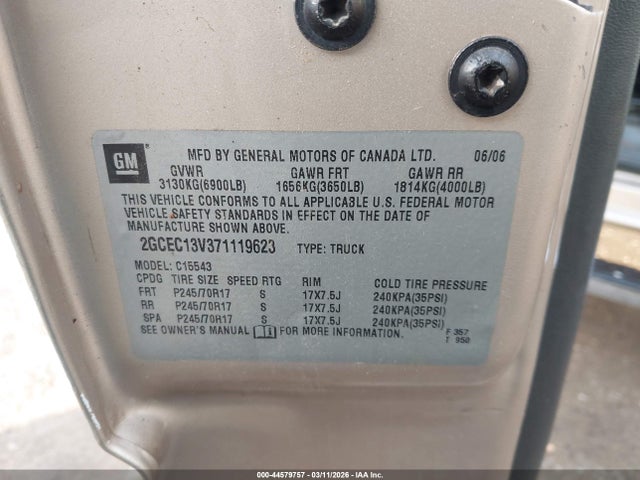 GM
MFD BY GENERAL MOTORS OF CANADA LTD. 06/06
GVWR GAWR FRT GAWR RR
3130KG(6900LB) 1656KG(3650LB) 1814KG(4000LB)
THIS VEHICLE CONFORMS TO ALL APPLICABLE U.S. FEDERAL MOTOR
VEHICLE SAFETY STANDARDS IN EFFECT ON THE DATE OF
MANUFACTURE SHOWN ABOVE.
2GCEC13V371119623 TYPE: TRUCK
MODEL: C15543
CPDG TIRE SIZE SPEED RTG RIM COLD TIRE PRESSURE
FRT P245/70R17 S 17X7.5J 240KPA(35PSI)
RR P245/70R17 S 17X7.5J 240KPA(35PSI)
SPA P245/70R17 S 17X7.5J 240KPA(35PSI)
SEE OWNER'S MANUAL FOR MORE INFORMATION.
F 357
T 950
000-44579757 - 03/11/2026 - IAA Inc.